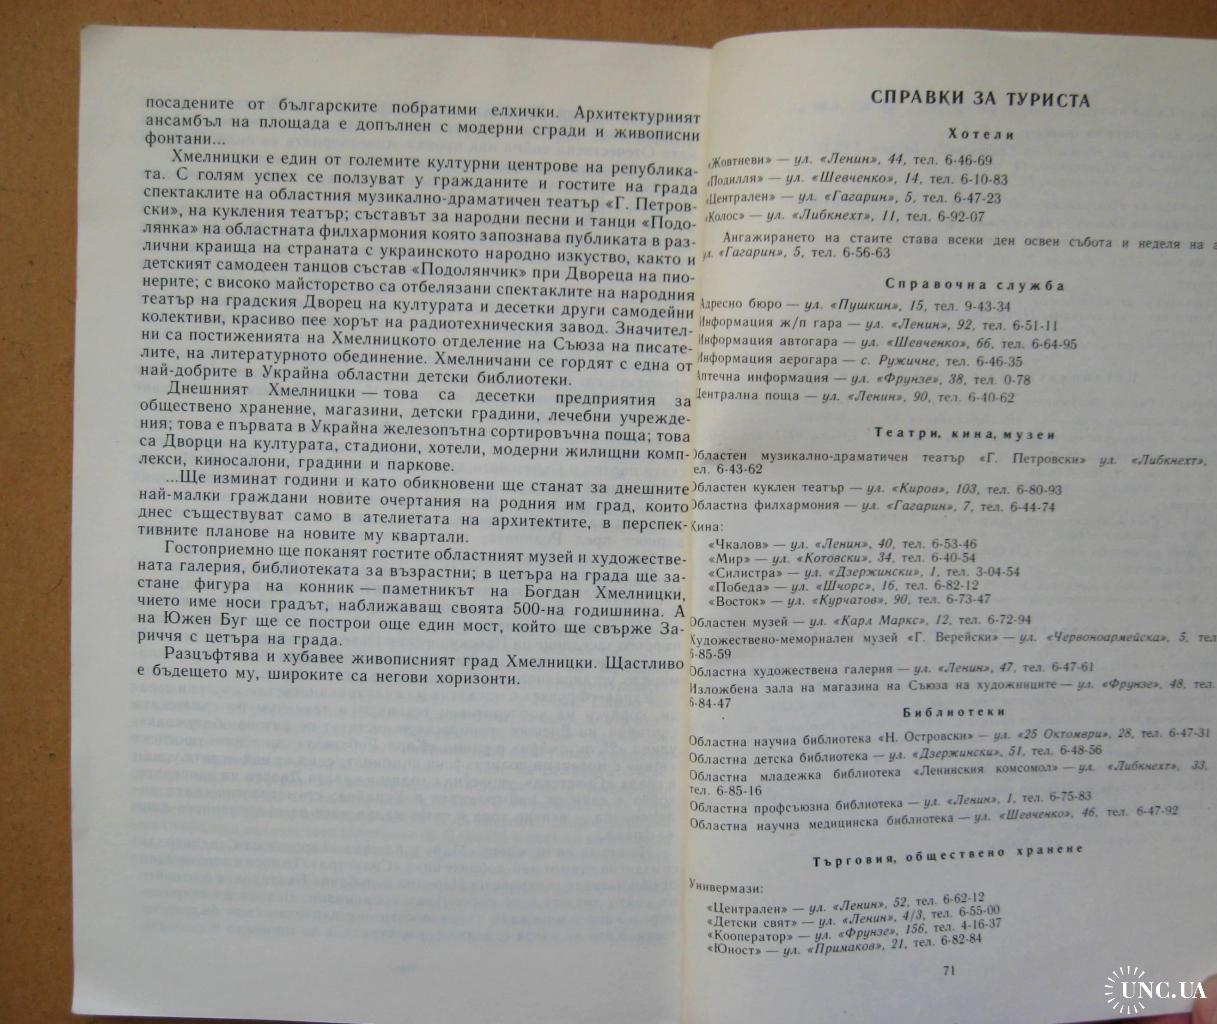 посадените от българските побратими елхички. Архитектурният
ансамбъл на площада е допълнен с модерни сгради и живописни
фонтани...
Хмелницки е един от големите културни центрове на република-
та. С голям успех се ползуват у гражданите и гостите на града
спектаклите на областния музикално-драматичен театър «Г. Петров-
ски», на кукления театър; съставът за народни песни и танци «Подо-
лянка» на областната филхармония която запознава публиката в раз-
лични краища на страната с украинското народно изкуство, както и
детският самодеен танцов състав «Подолянчик» при Двореца на пио-
нерите; с високо майсторство са отбелязани спектаклите на народния
театър на градския Дворец на културата и десетки други самодейни
колективи, красиво пее хорът на радиотехническия завод. Значител-
ни са постиженията на Хмелницкото отделение на Съюза на писате-
лите, на литературното обединение. Хмелничани се гордят с една от
най-добрите в Украйна областни детски библиотеки.
Днешният Хмелницки — това са десетки предприятия за
обществено хранение, магазини, детски градини, лечебни учрежде-
ния; това е първата в Украйна железопътна сортировъчна поща; това
са Дворци на културата, стадиони, хотели, модерни жилищни комп-
лекси, киносалони, градини и паркове.
...Ще изминат години и като обикновени ще станат за днешните
най-малки граждани новите очертания на родния им град, които
днес съществуват само в ателиетата на архитектите, в перспек-
тивните планове на новите му квартали.
Гостоприемно ще поканят гостите областният музей и художестве-
ната галерия, библиотеката за възрастни; в цетъра на града ще за-
стане фигура на конник — паметникът на Богдан Хмелницки,
чието име носи градът, наближаващ своята 500-на годишнина. А
на Южен Буг ще се построи още един мост, който ще свърже За-
риччя с цетъра на града.
Разцъфтява и хубавее живописният град Хмелницки. Щастливо
е бъдещето му, широките са негови хоризонти.
СПРАВКИ ЗА ТУРИСТА
Хотели
«Жовтневи» — ул. «Ленин», 44, тел. 6-46-69
«Подилля» — ул. «Шевченко», 14, тел. 6-10-83
«Централен» — ул. «Гагарин», 5, тел. 6-47-23
«Колос» — ул. «Либкнехт», 11, тел. 6-92-07
Ангажирането на стаите става всеки ден освен събота и неделя на а
ул. «Гагарин», 5, тел. 6-56-63
Справочна служба
Адресно бюро — ул. «Пушкин», 15, тел. 9-43-34
Информация ж/п гара — ул. «Ленин», 92, тел. 6-51-11
Информация автогара — ул. «Шевченко», 66, тел. 6-64-95
Информация аерогара — с. Ружичне, тел. 6-46-35
Аптечна информация — ул. «Фрунзе», 38, тел. 0-78
Централна поща — ул. «Ленин», 90, тел. 6-40-62
Театри, кина, музеи
Областен музикално-драматичен театър «Г. Петровски» ул. «Либкнехт»,
тел. 6-43-62
Областен куклен театър — ул. «Киров», 103, тел. 6-80-93
Областна филхармония — ул. «Гагарин», 7, тел. 6-44-74
Кина:
«Чкалов» — ул. «Ленин», 40, тел. 6-53-46
«Мир» — ул. «Котовски», 34, тел. 6-40-54
«Силистра» — ул. «Дзержински», 1, тел. 3-04-54
«Победа» — ул. «Шчорс», 16, тел. 6-82-12
«Восток» — ул. «Курчатов», 90, тел. 6-73-47
Областен музей — ул. «Карл Маркс», 12, тел. 6-72-94
Художествено-мемориален музей «Г. Верейски» — ул. «Червоноармейска», 5, тел.
6-85-59
Областна художествена галерия — ул. «Ленин», 47, тел. 6-47-61
Изложбена зала на магазина на Съюза на художниците — ул. «Фрунзе», 48, тел.
6-84-47
Библиотеки
Областна научна библиотека «Н. Островски» — ул. «25 Октомври», 28, тел. 6-47-31
Областна детска библиотека — ул. «Дзержински», 51, тел. 6-48-56
Областна младежка библиотека «Ленинския комсомол» — ул. «Либкнехт», 33,
тел. 6-85-16
Областна профсъюзна библиотека — ул. «Ленин», 1, тел. 6-75-83
Областна научна медицинска библиотека — ул. «Шевченко», 46, тел. 6-47-92
Търговия, обществено хранене
Универмази:
«Централен» — ул. «Ленин», 52, тел. 6-62-12
«Детски свят» — ул. «Ленин», 4/3, тел. 6-55-00
«Кооператор» — ул. «Фрунзе», 156, тел. 4-16-37
«Юност» — ул. «Примаков», 21, тел. 6-82-84
71
UNC.UA